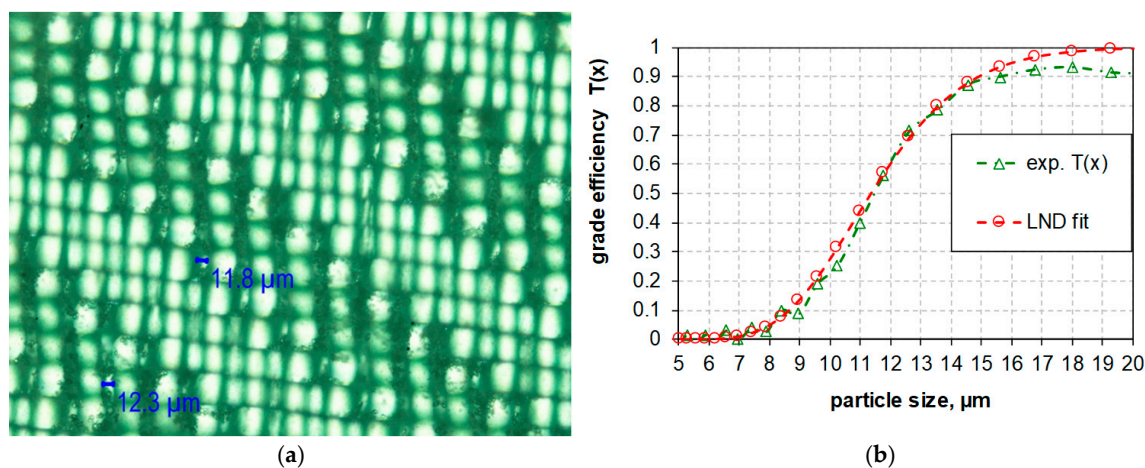 11.8 µm
12.3 µm
(a)
grade efficiency T(x)
1
0.9
0.8
0.7
0.6
0.5
0.4
0.3
0.2
0.1
0
5 6 7 8 9 10 11 12 13 14 15 16 17 18 19 20
particle size, µm
exp. T(x)
LND fit
(b)